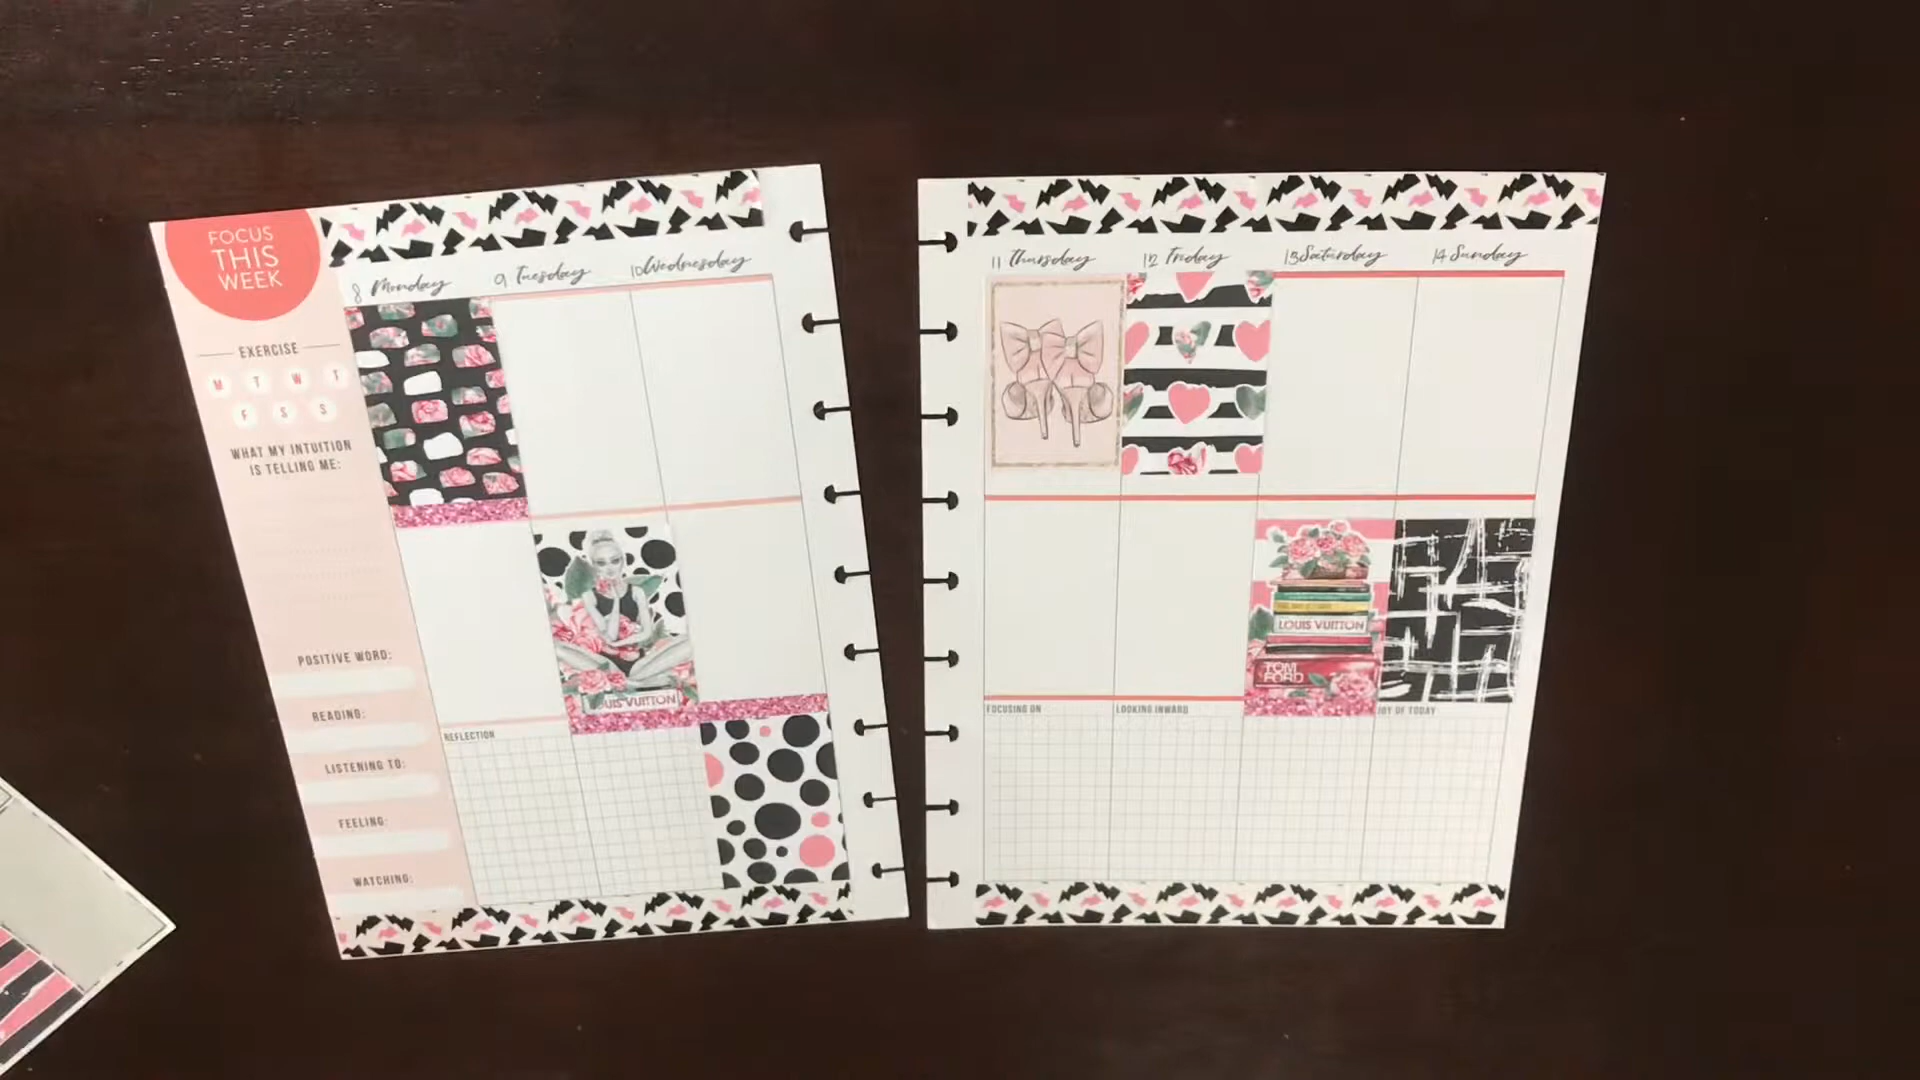 FOCUS
THIS
WEEK
EXERCISE
M T W T
F S S
WHAT MY INTUITION
IS TELLING ME:
POSITIVE WORD:
READING:
LISTENING TO:
FEELING:
WATCHING:
8 Monday
9 Tuesday
10 Wednesday
LOUIS VUITTON
REFLECTION
11 Thursday
12 Friday
13 Saturday
14 Sunday
LOUIS VUITTON
TOM
FORD
FOCUSING ON
LOOKING INWARD
JOY OF TODAY